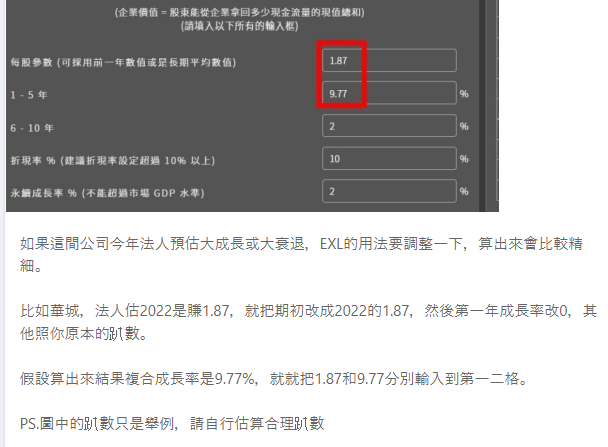 (企業價值 = 股東能從企業拿回多少現金流量的現值總和)
(請填入以下所有的輸入框)
每股參數 (可採用前一年數值或是長期平均數值) 1.87
1 - 5 年 9.77 %
6 - 10 年 2 %
折現率 % (建議折現率設定超過 10% 以上) 10 %
永續成長率 % (不能超過市場 GDP 水準) 2 %
如果這間公司今年法人預估大成長或大衰退，EXL的用法要調整一下，算出來會比較精
細。
比如華城，法人估2022是賺1.87，就把期初改成2022的1.87，然後第一年成長率改0，其
他照你原本的趴數。
假設算出來結果複合成長率是9.77%，就就把1.87和9.77分別輸入到第一二格。
PS.圖中的趴數只是舉例，請自行估算合理趴數